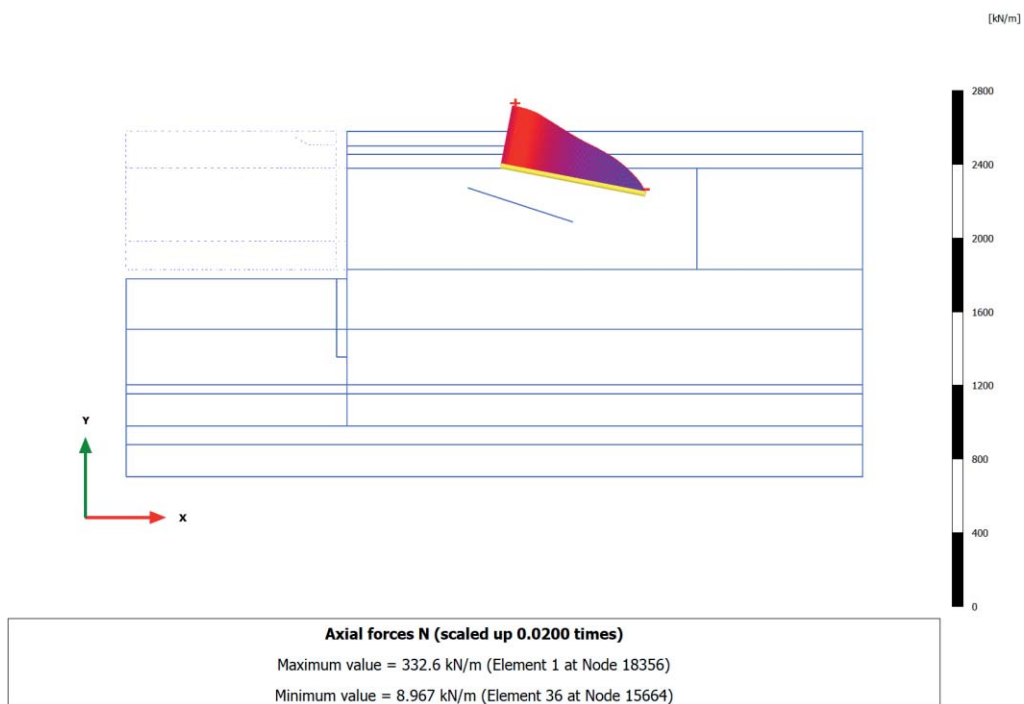 [kN/m]
2800
2400
2000
1600
1200
800
400
0
Y
X
Axial forces N (scaled up 0.0200 times)
Maximum value = 332.6 kN/m (Element 1 at Node 18356)
Minimum value = 8.967 kN/m (Element 36 at Node 15664)